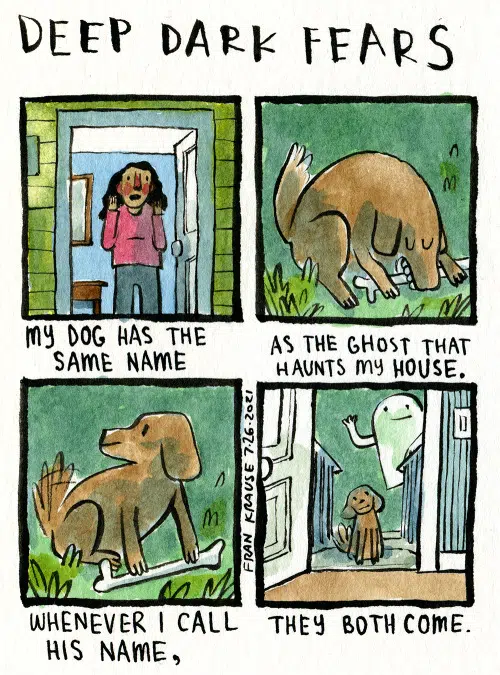 DEEP DARK FEARS
MY DOG HAS THE
SAME NAME
AS THE GHOST THAT
HAUNTS MY HOUSE.
WHENEVER I CALL
HIS NAME,
FRAN KRAUSE 7·26·2021
THEY BOTH COME.